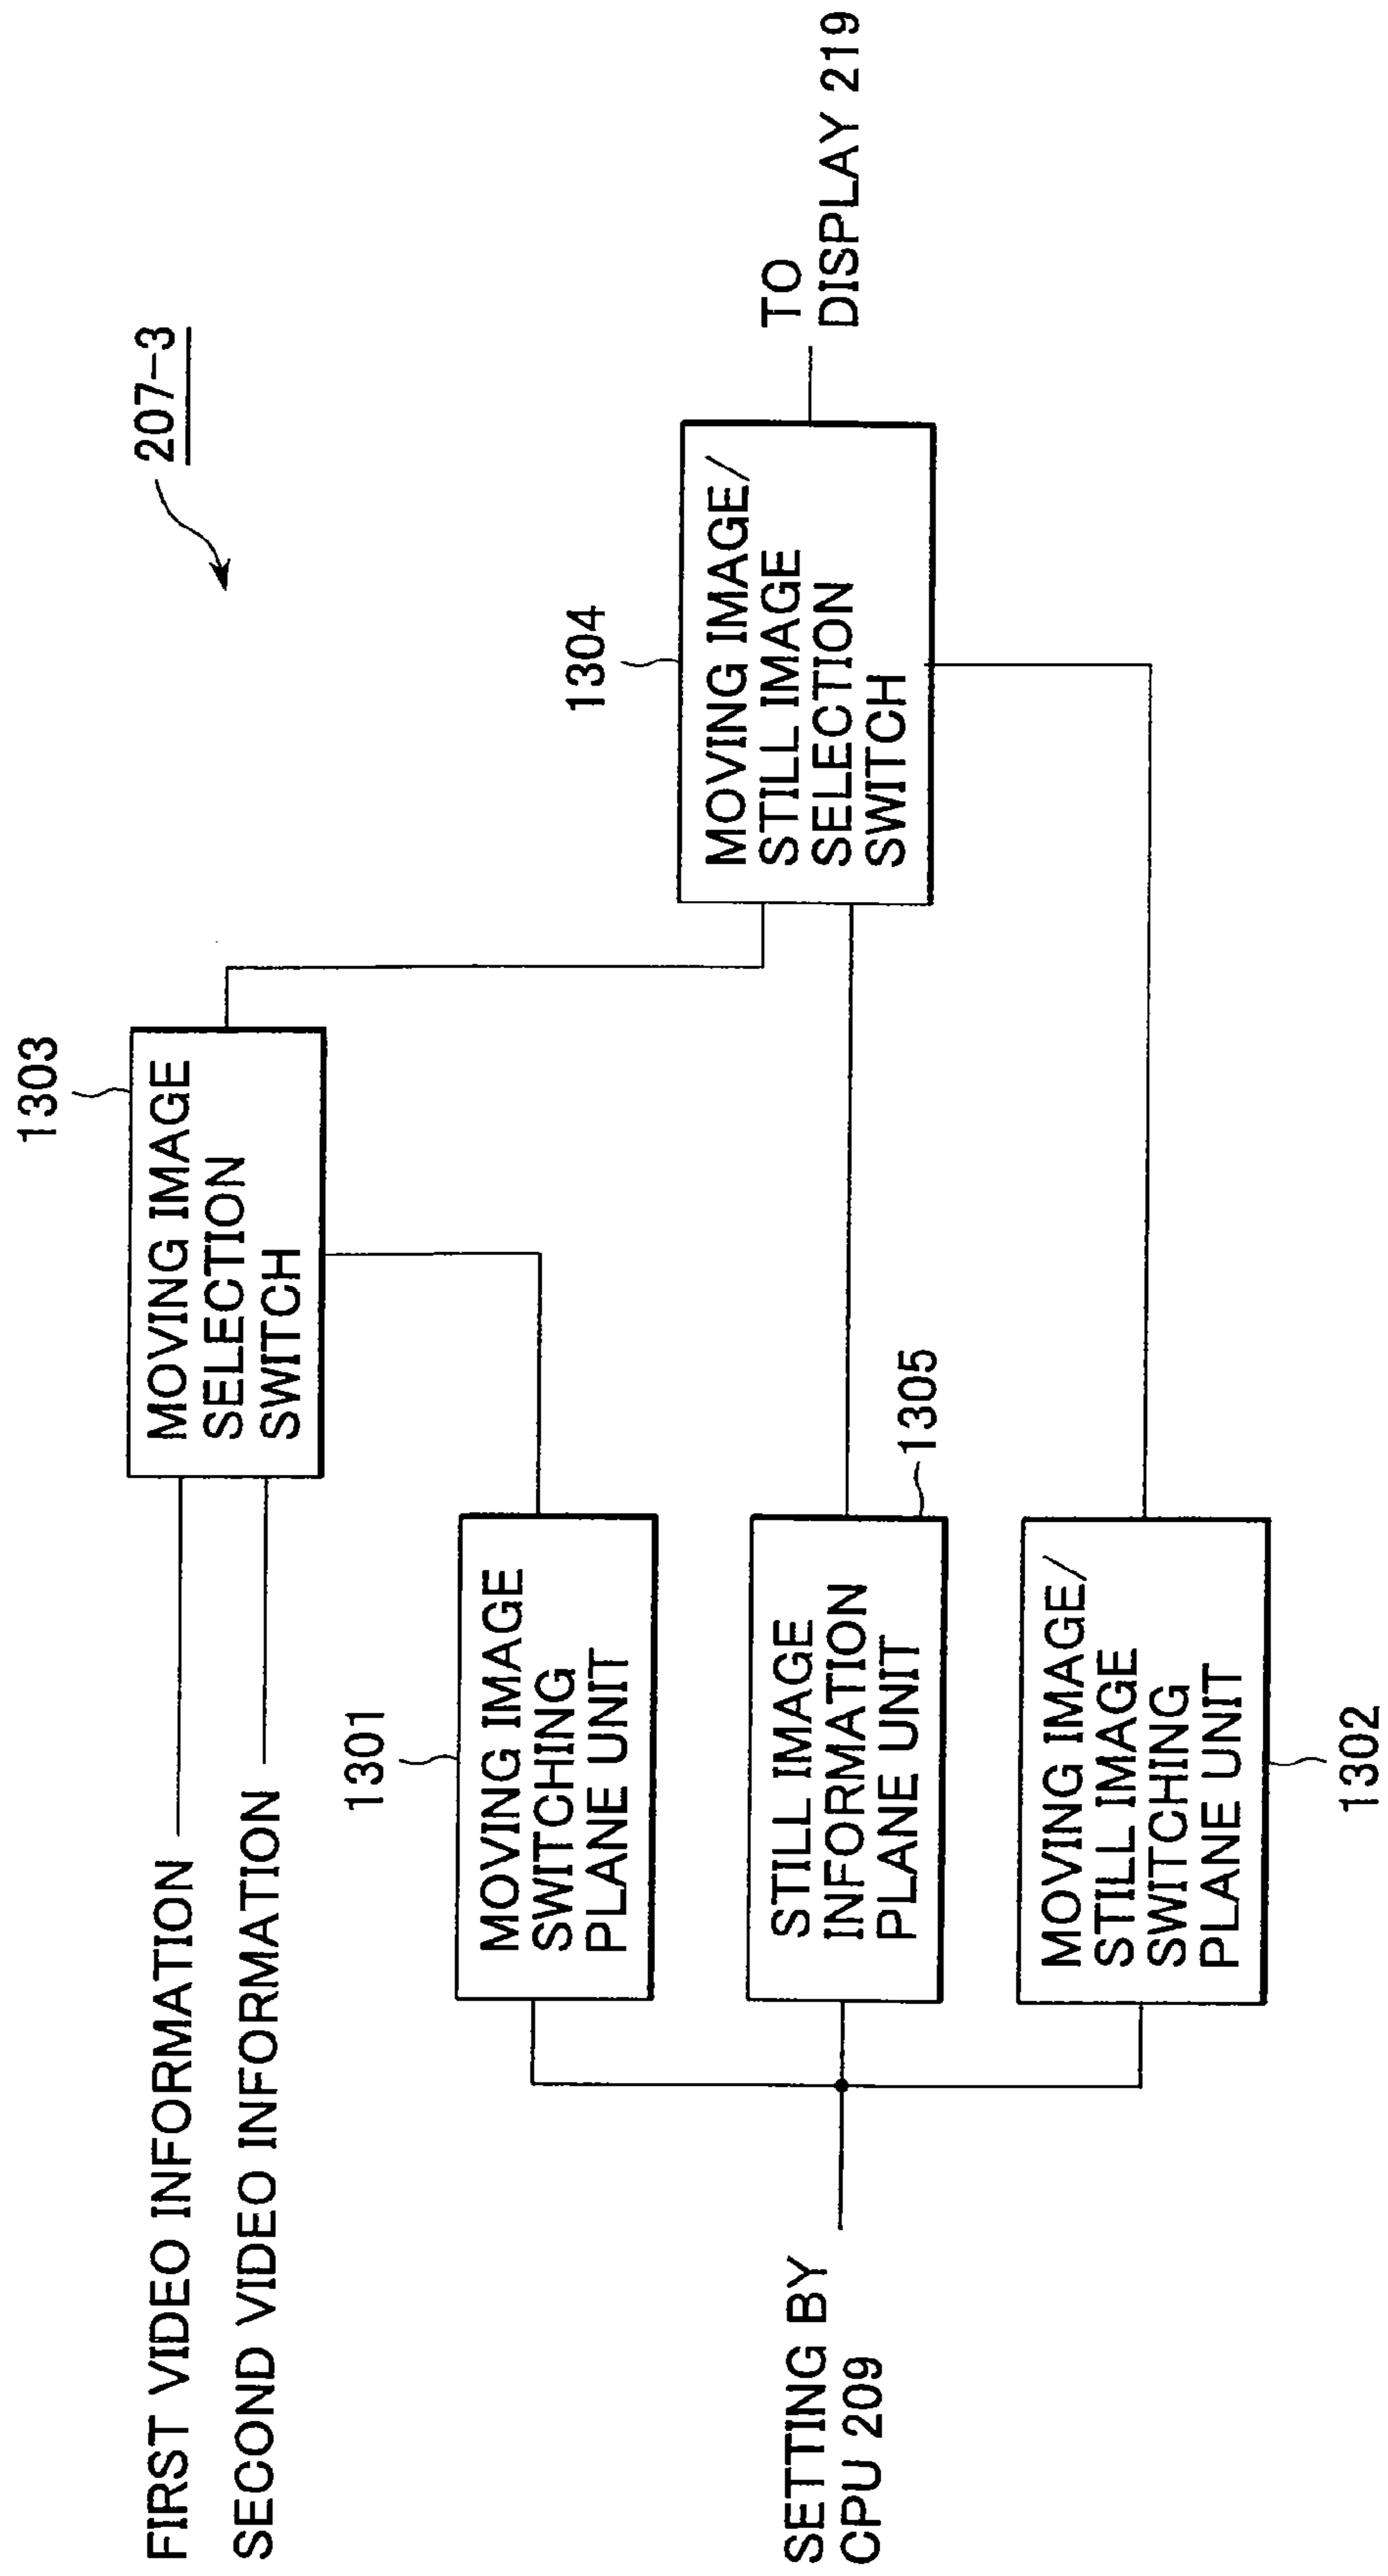 207-3
FIRST VIDEO INFORMATION
SECOND VIDEO INFORMATION
1303
MOVING IMAGE
SELECTION
SWITCH
1301
MOVING IMAGE
SWITCHING
PLANE UNIT
1304
MOVING IMAGE/
STILL IMAGE
SELECTION
SWITCH
TO
DISPLAY 219
SETTING BY
CPU 209
STILL IMAGE
INFORMATION
PLANE UNIT
1305
MOVING IMAGE/
STILL IMAGE
SWITCHING
PLANE UNIT
1302